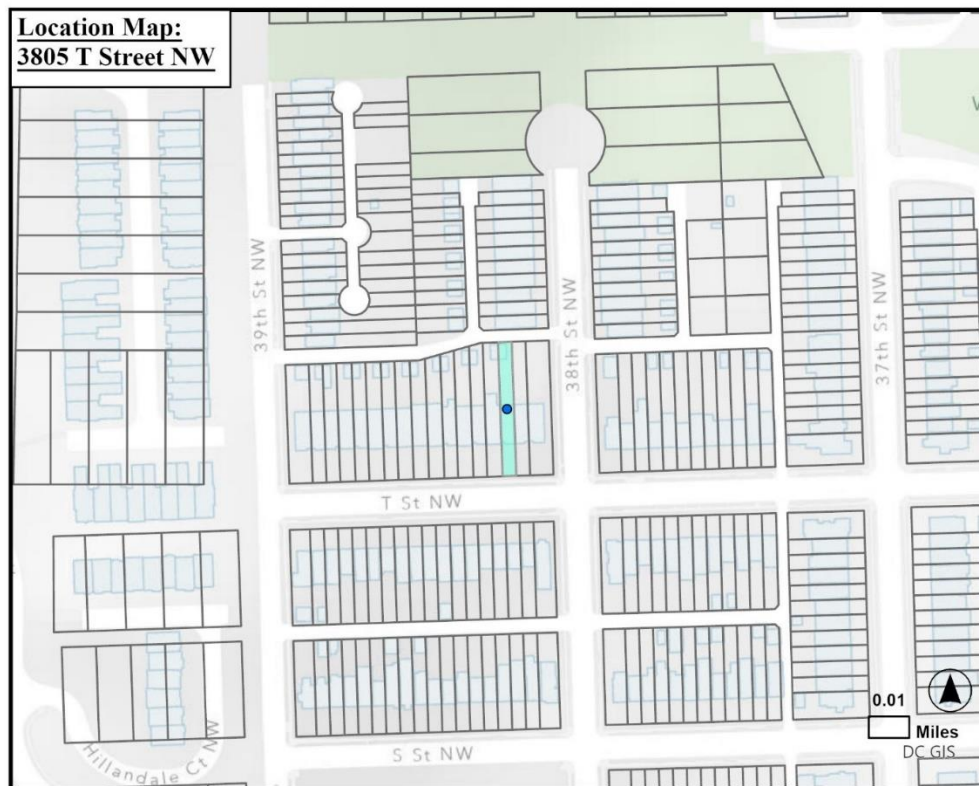 Location Map:
3805 T Street NW
39th St NW
38th St NW
37th St NW
T St NW
S St NW
Hillandale Ct NW
0.01
Miles
DC GIS